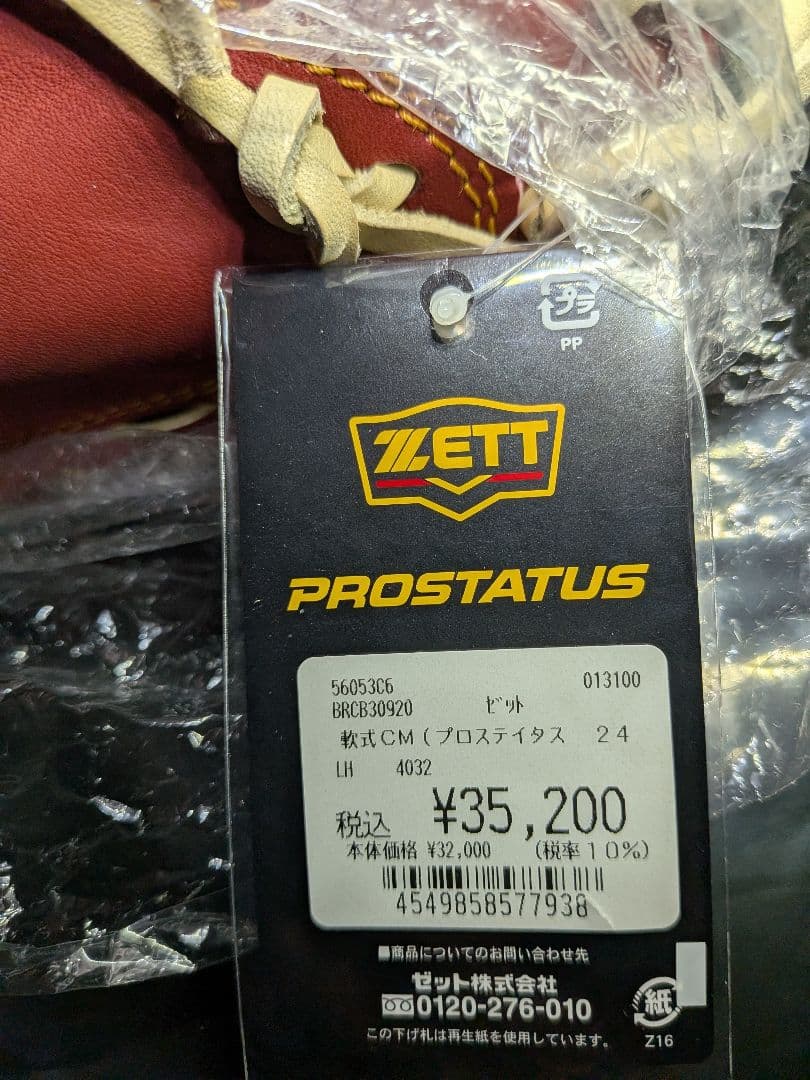 プラ
PP
ZETT
PROSTATUS
56053C6 013100
BRCB30920 ｾﾞｯﾄ
軟式CM(プロステイタス 24
LH 4032
税込 ¥35,200
本体価格 ¥32,000 (税率10%)
4549858577938
■商品についてのお問い合わせ先
ゼット株式会社
0120-276-010
この下げ札は再生紙を使用しています。
紙
Z16